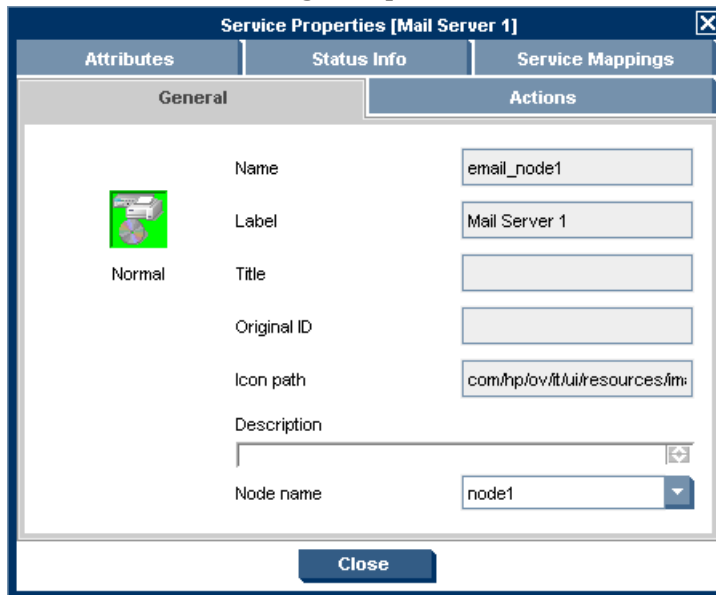 Service Properties [Mail Server 1]
Attributes Status Info Service Mappings
General Actions
Name email_node1
Label Mail Server 1
Normal Title
Original ID
Icon path com/hp/ov/it/ui/resources/im
Description
Node name node1
Close